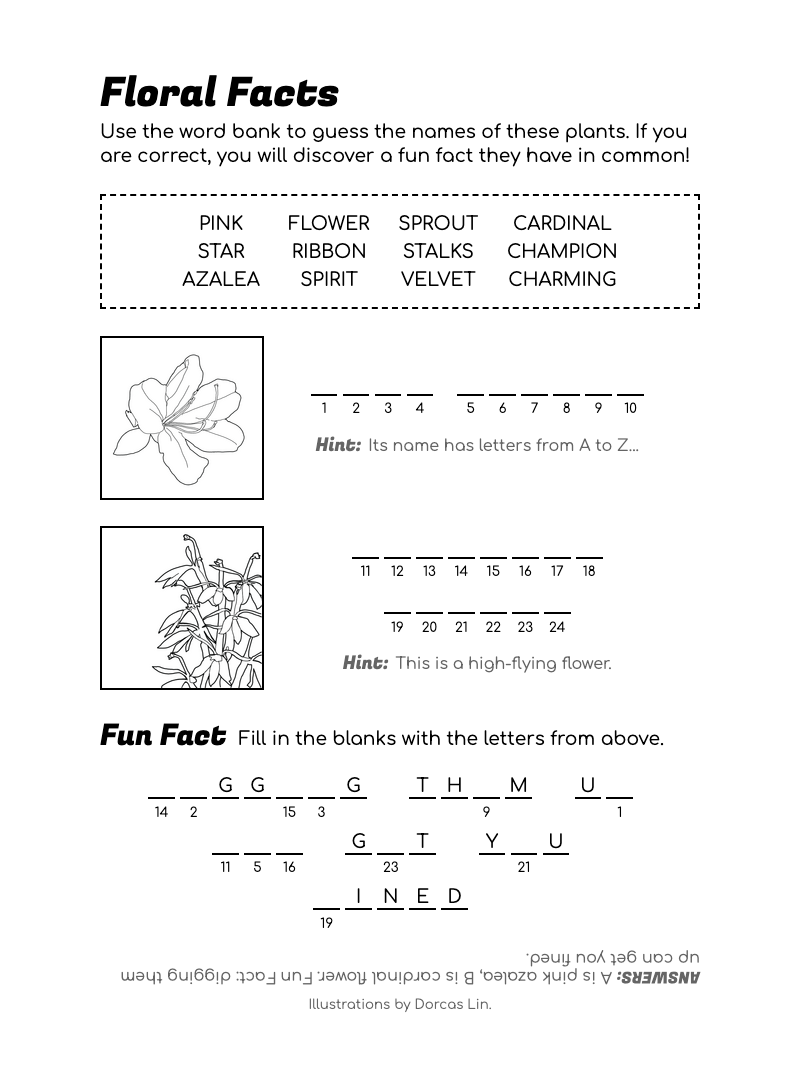 Floral Facts
Use the word bank to guess the names of these plants. If you
are correct, you will discover a fun fact they have in common!
PINK FLOWER SPROUT CARDINAL
STAR RIBBON STALKS CHAMPION
AZALEA SPIRIT VELVET CHARMING
1 2 3 4 5 6 7 8 9 10
Hint: Its name has letters from A to Z...
11 12 13 14 15 16 17 18
19 20 21 22 23 24
Hint: This is a high-flying flower.
Fun Fact Fill in the blanks with the letters from above.
_ _ G G _ _ G T H _ M U _
14 2 15 3 9 1
_ _ _ G _ T Y _ U
11 5 16 23 21
_ I N E D
19
ANSWERS: A is pink azalea, B is cardinal flower. Fun Fact: digging them
up can get you fined.
Illustrations by Dorcas Lin.